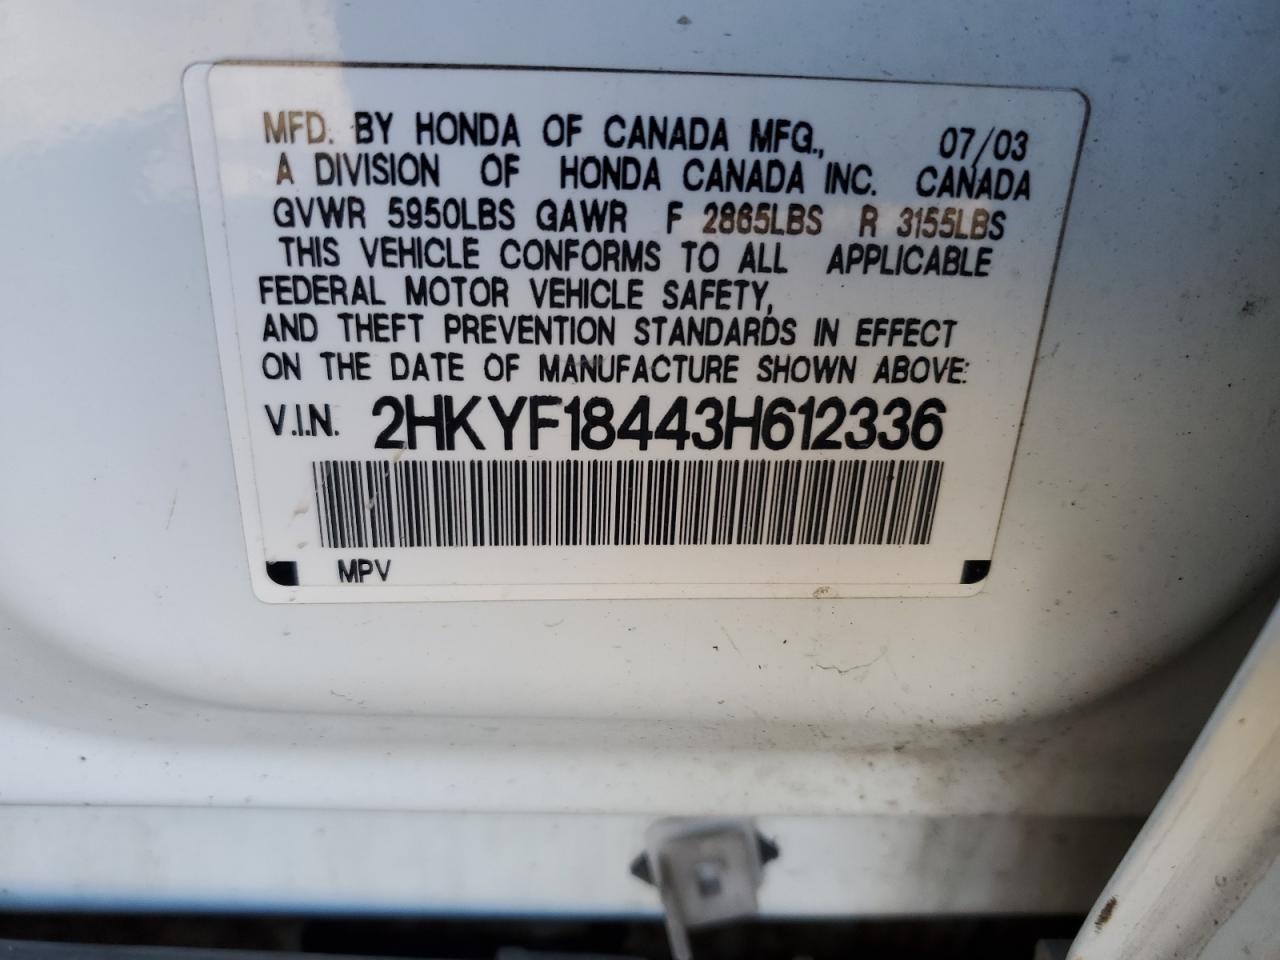 MFD. BY HONDA OF CANADA MFG., 07/03
A DIVISION OF HONDA CANADA INC. CANADA
GVWR 5950LBS GAWR F 2865LBS R 3155LBS
THIS VEHICLE CONFORMS TO ALL APPLICABLE
FEDERAL MOTOR VEHICLE SAFETY,
AND THEFT PREVENTION STANDARDS IN EFFECT
ON THE DATE OF MANUFACTURE SHOWN ABOVE:
V.I.N. 2HKYF18443H612336
MPV